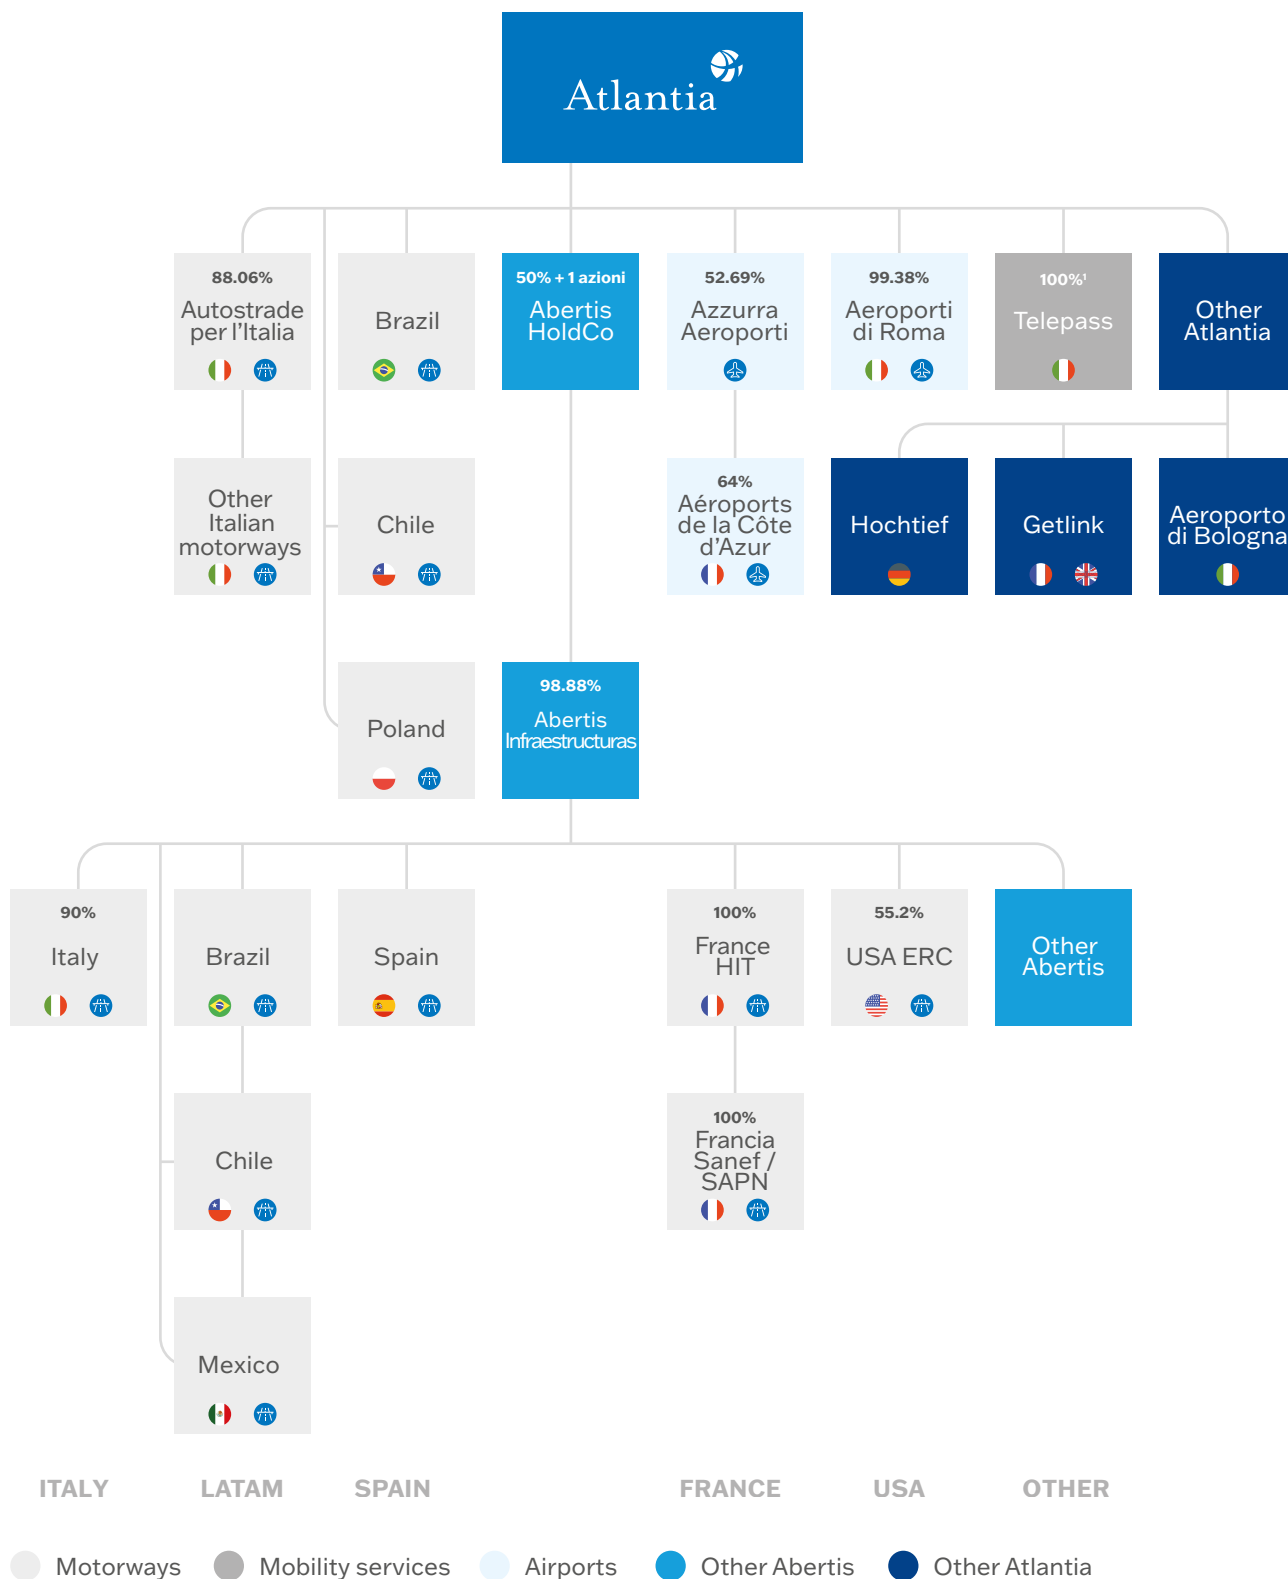 Atlantia
88.06%
Autostrade
per l'Italia
Brazil
50% + 1 azioni
Abertis
HoldCo
52.69%
Azzurra
Aeroporti
99.38%
Aeroporti
di Roma
100%¹
Telepass
Other
Atlantia
Other
Italian
motorways
Chile
64%
Aéroports
de la Côte
d'Azur
Hochtief
Getlink
Aeroporto
di Bologna
Poland
98.88%
Abertis
Infraestructuras
90%
Italy
Brazil
Spain
100%
France
HIT
55.2%
USA ERC
Other
Abertis
Chile
100%
Francia
Sanef /
SAPN
Mexico
ITALY LATAM SPAIN FRANCE USA OTHER
Motorways Mobility services Airports Other Abertis Other Atlantia